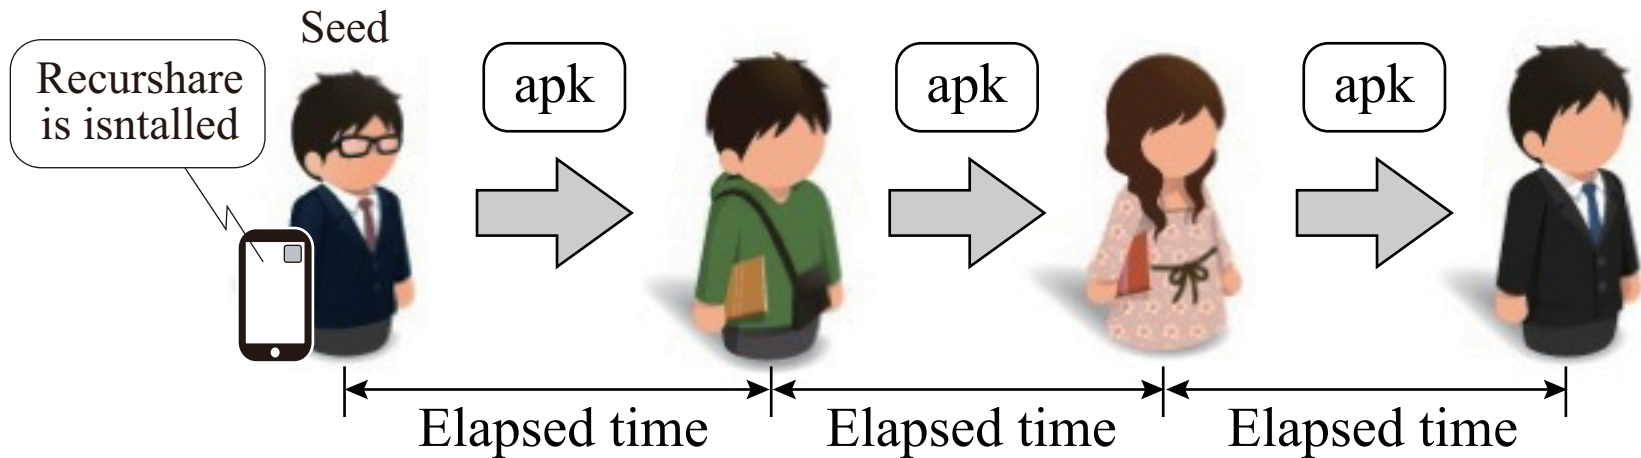 Seed
Recurshare
is isntalled
apk
apk
apk
Elapsed time
Elapsed time
Elapsed time